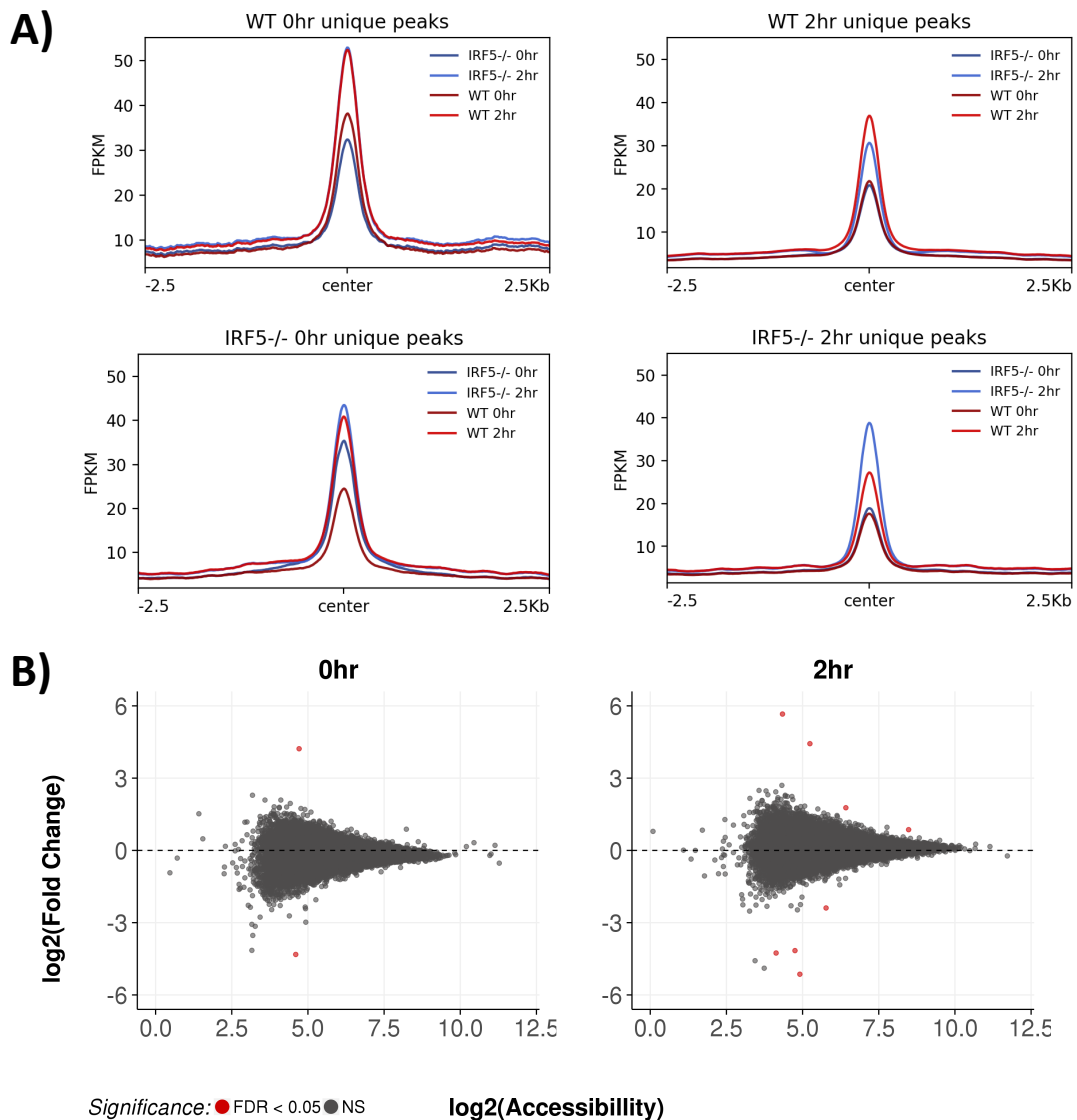 A)
WT 0hr unique peaks
FPKM
50
40
30
20
10
-2.5 center 2.5Kb
IRF5-/- 0hr
IRF5-/- 2hr
WT 0hr
WT 2hr
WT 2hr unique peaks
FPKM
50
40
30
20
10
-2.5 center 2.5Kb
IRF5-/- 0hr
IRF5-/- 2hr
WT 0hr
WT 2hr
IRF5-/- 0hr unique peaks
FPKM
50
40
30
20
10
-2.5 center 2.5Kb
IRF5-/- 0hr
IRF5-/- 2hr
WT 0hr
WT 2hr
IRF5-/- 2hr unique peaks
FPKM
50
40
30
20
10
-2.5 center 2.5Kb
IRF5-/- 0hr
IRF5-/- 2hr
WT 0hr
WT 2hr
B)
log2(Fold Change)
0hr
6
3
0
-3
-6
0.0 2.5 5.0 7.5 10.0 12.5
2hr
6
3
0
-3
-6
0.0 2.5 5.0 7.5 10.0 12.5
Significance: FDR < 0.05 NS
log2(Accessibillity)